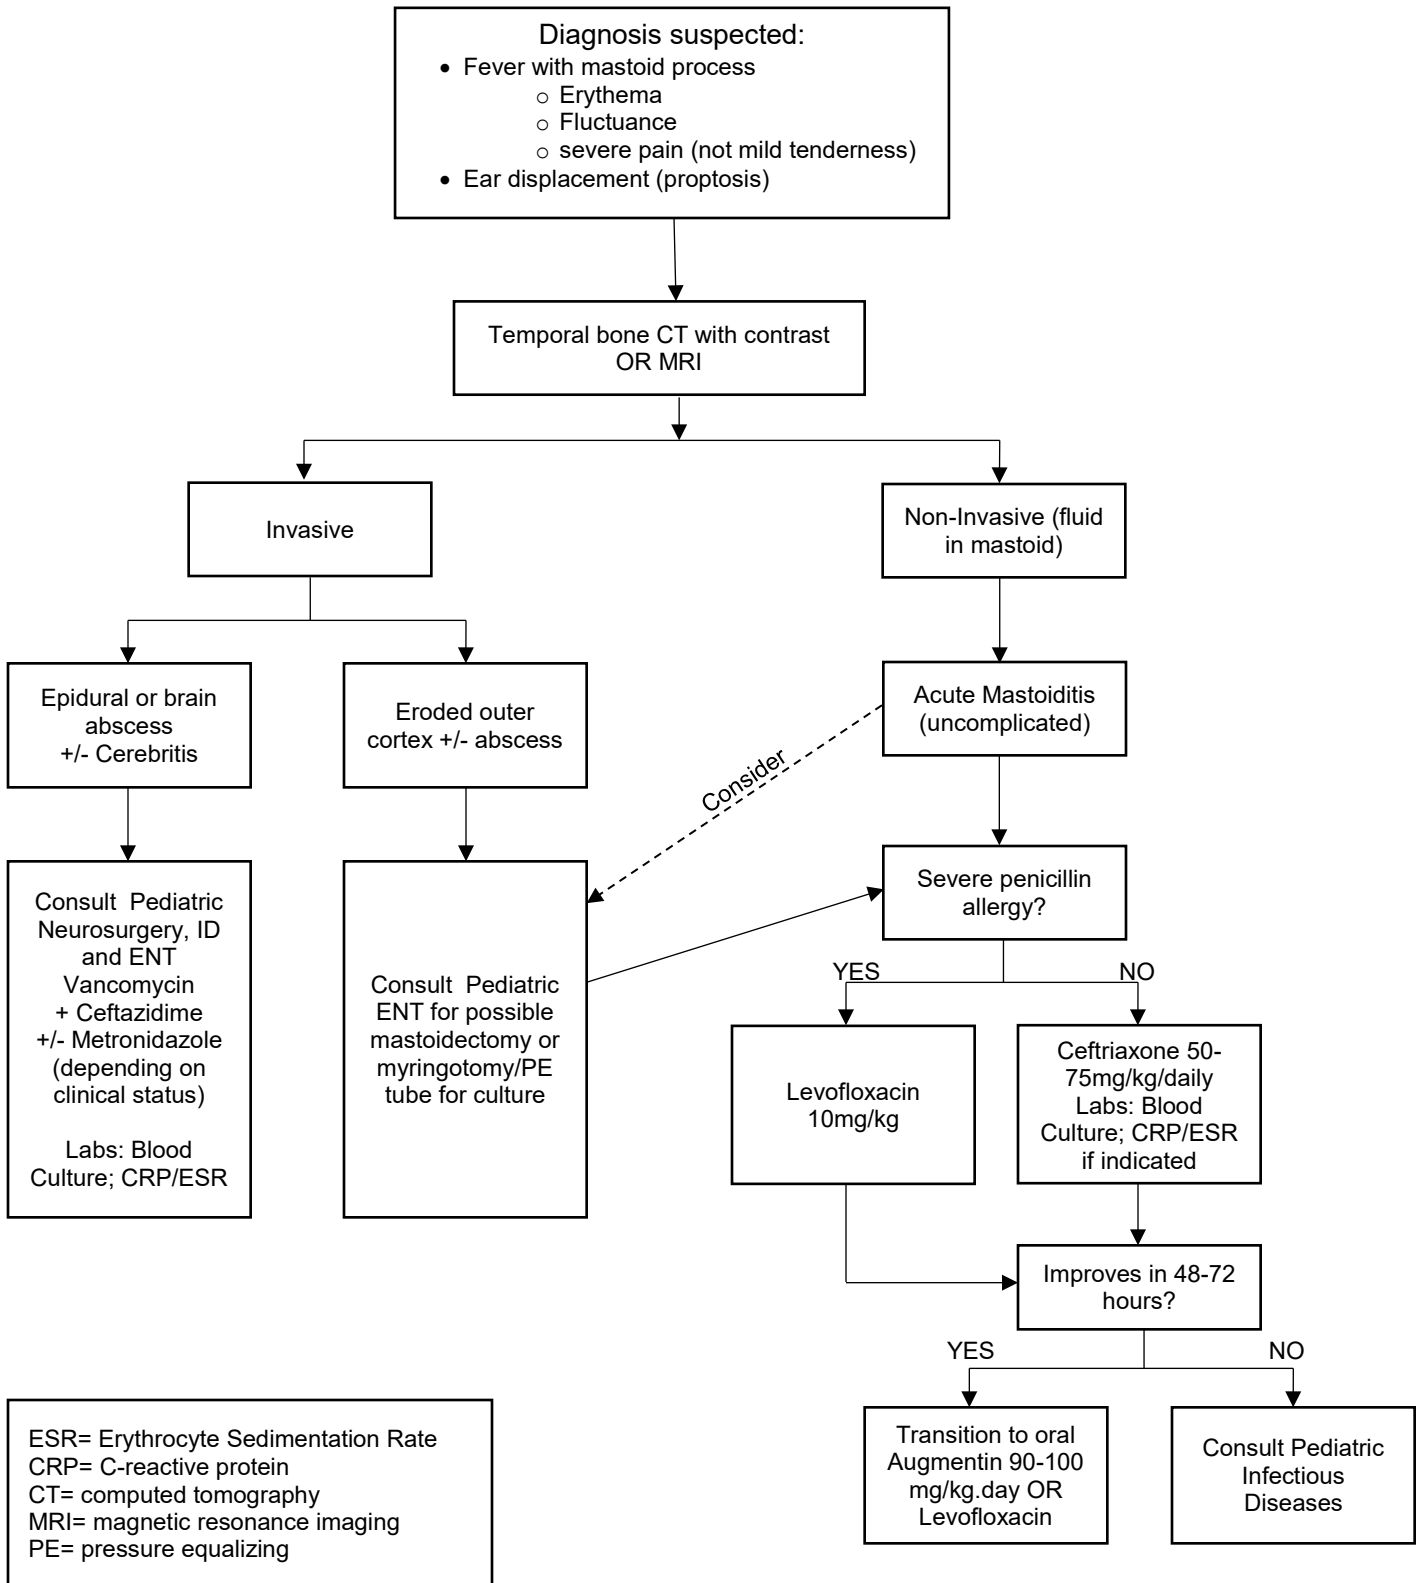 Diagnosis suspected:
• Fever with mastoid process
o Erythema
o Fluctuance
o severe pain (not mild tenderness)
• Ear displacement (proptosis)
Temporal bone CT with contrast
OR MRI
Invasive
Non-Invasive (fluid
in mastoid)
Epidural or brain
abscess
+/- Cerebritis
Eroded outer
cortex +/- abscess
Acute Mastoiditis
(uncomplicated)
Consider
Consult Pediatric
Neurosurgery, ID
and ENT
Vancomycin
+ Ceftazidime
+/- Metronidazole
(depending on
clinical status)
Labs: Blood
Culture; CRP/ESR
Consult Pediatric
ENT for possible
mastoidectomy or
myringotomy/PE
tube for culture
Severe penicillin
allergy?
YES
NO
Levofloxacin
10mg/kg
Ceftriaxone 50-
75mg/kg/daily
Labs: Blood
Culture; CRP/ESR
if indicated
Improves in 48-72
hours?
YES
NO
Transition to oral
Augmentin 90-100
mg/kg.day OR
Levofloxacin
Consult Pediatric
Infectious
Diseases
ESR= Erythrocyte Sedimentation Rate
CRP= C-reactive protein
CT= computed tomography
MRI= magnetic resonance imaging
PE= pressure equalizing